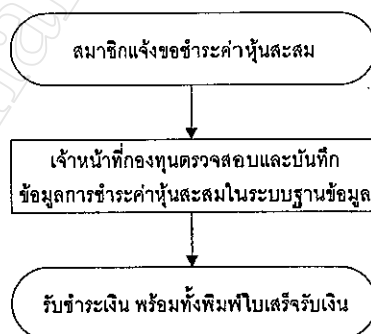 สมาชิกแจ้งขอชำระค่าหุ้นสะสม
เจ้าหน้าที่กองทุนตรวจสอบและบันทึก
ข้อมูลการชำระค่าหุ้นสะสมในระบบฐานข้อมูล
รับชำระเงิน พร้อมทั้งพิมพ์ใบเสร็จรับเงิน